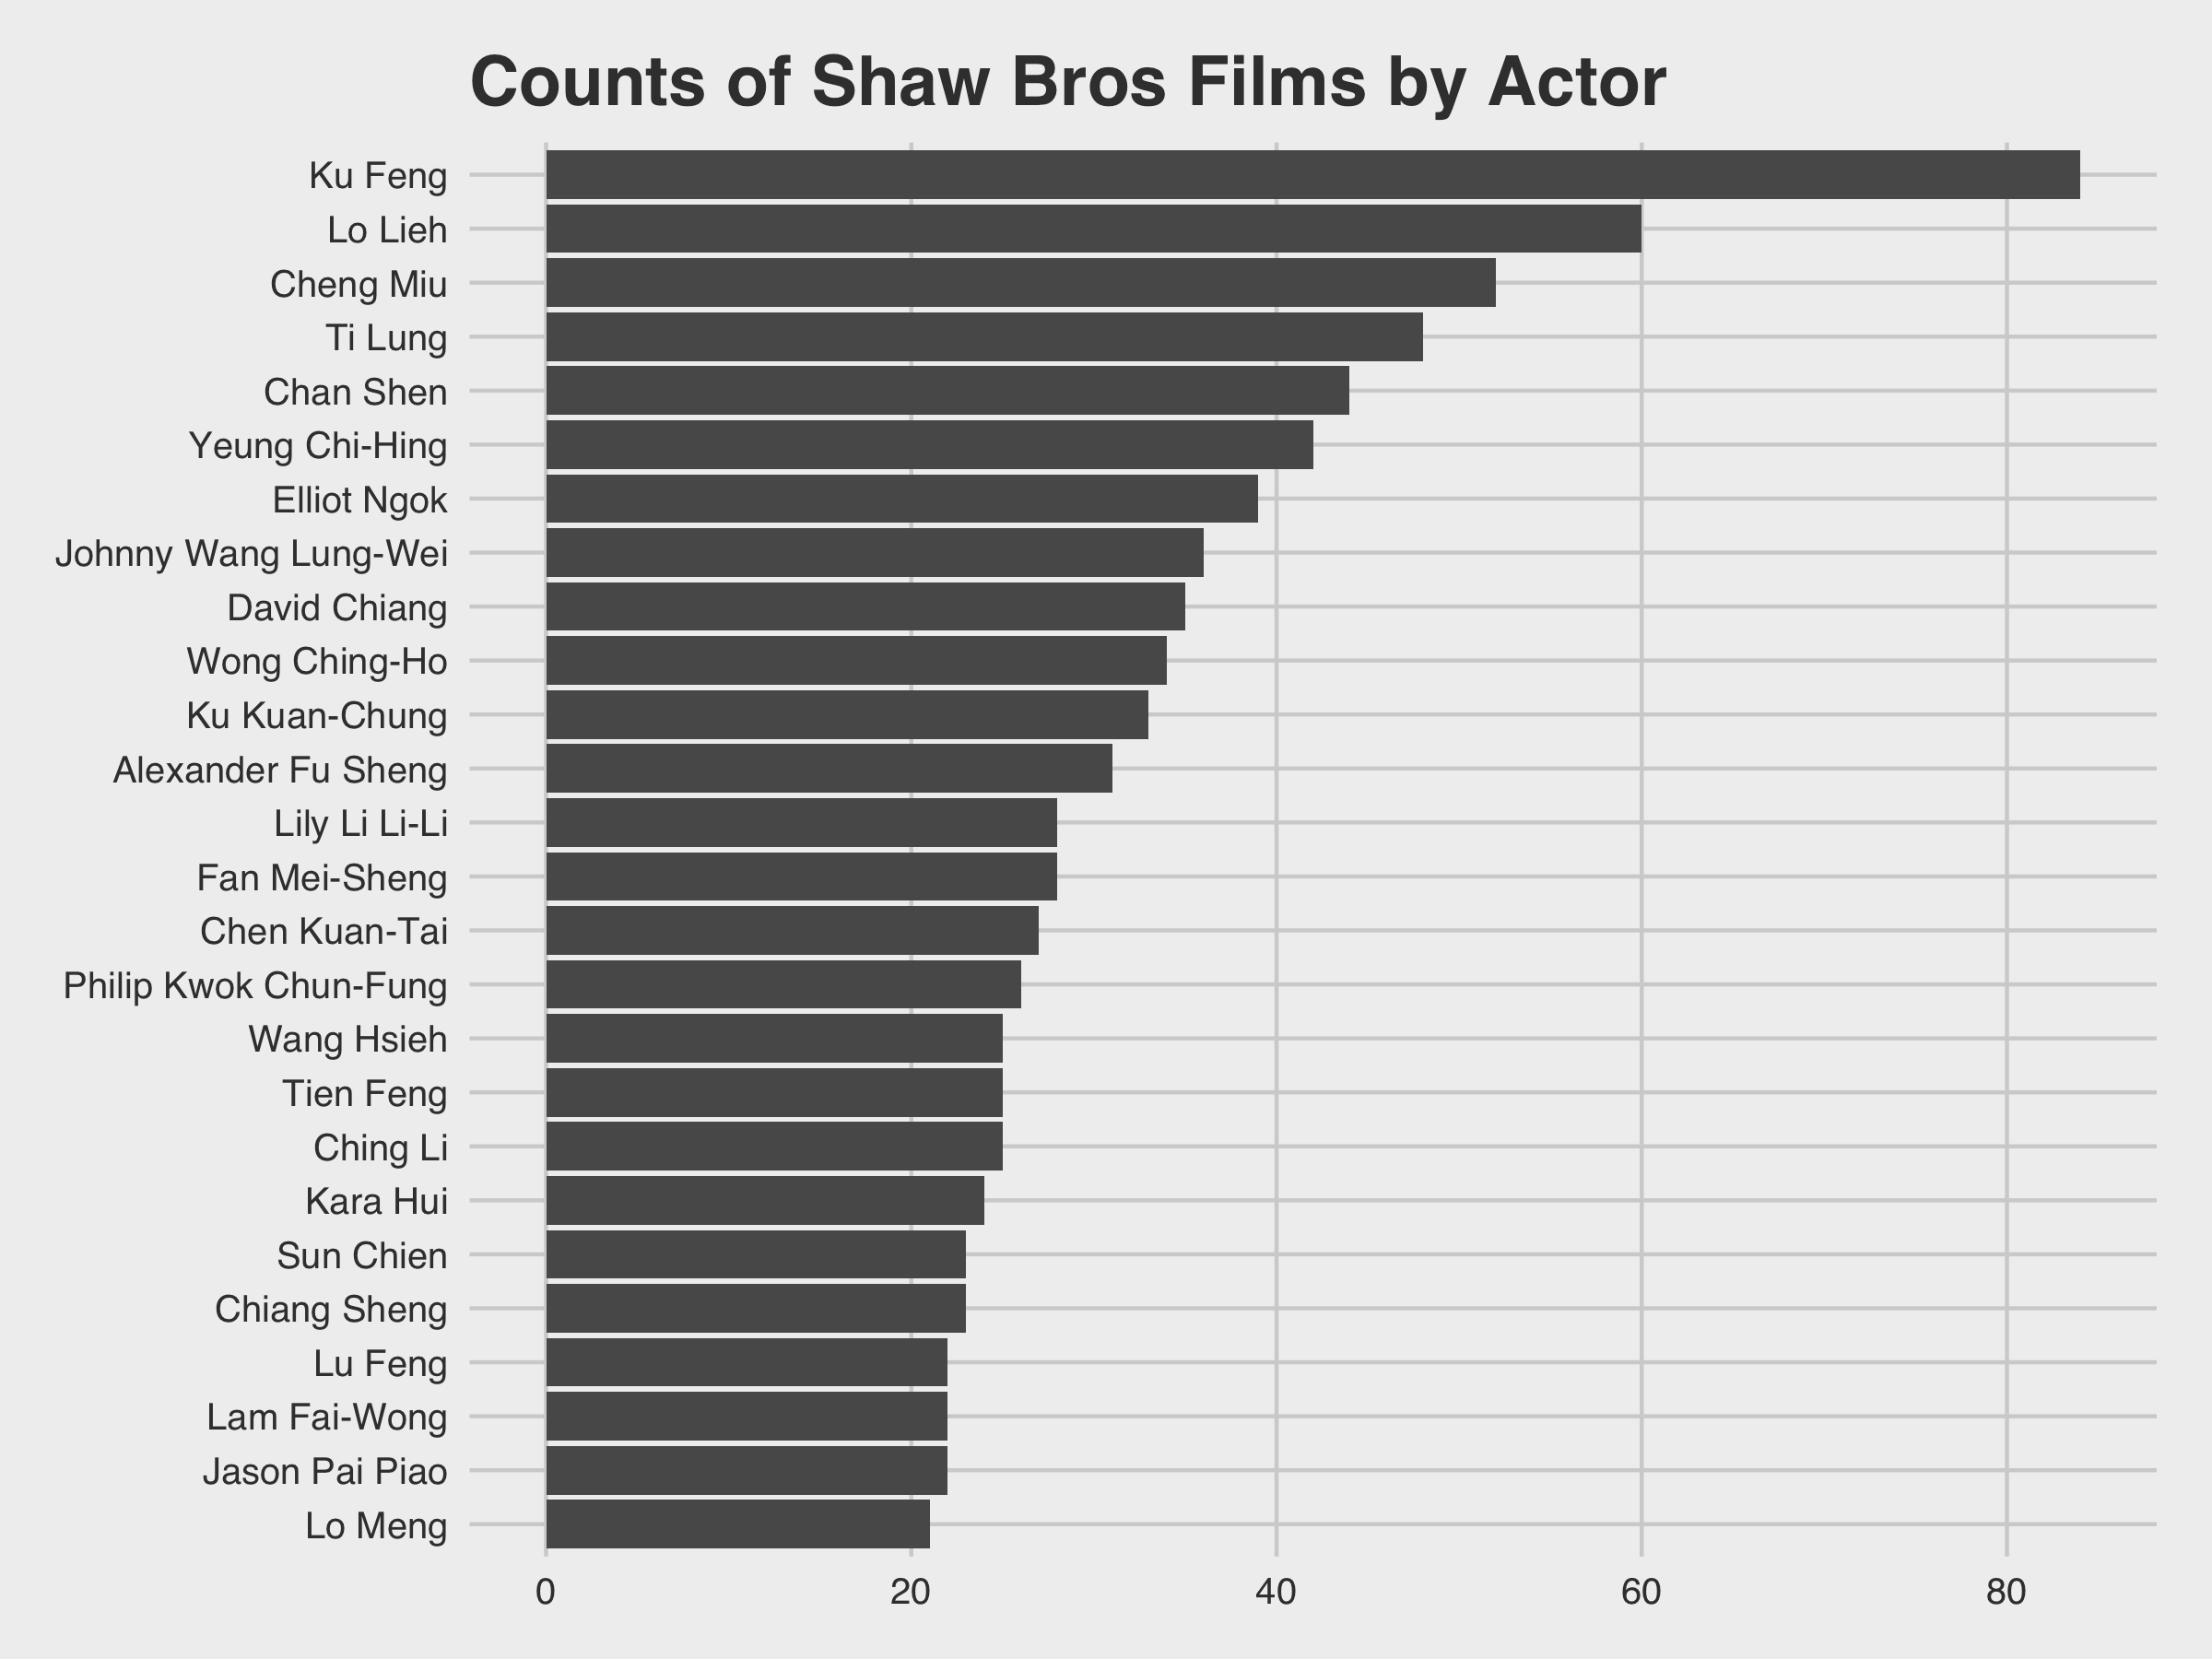 Counts of Shaw Bros Films by Actor
Ku Feng
Lo Lieh
Cheng Miu
Ti Lung
Chan Shen
Yeung Chi-Hing
Elliot Ngok
Johnny Wang Lung-Wei
David Chiang
Wong Ching-Ho
Ku Kuan-Chung
Alexander Fu Sheng
Lily Li Li-Li
Fan Mei-Sheng
Chen Kuan-Tai
Philip Kwok Chun-Fung
Wang Hsieh
Tien Feng
Ching Li
Kara Hui
Sun Chien
Chiang Sheng
Lu Feng
Lam Fai-Wong
Jason Pai Piao
Lo Meng
0 20 40 60 80